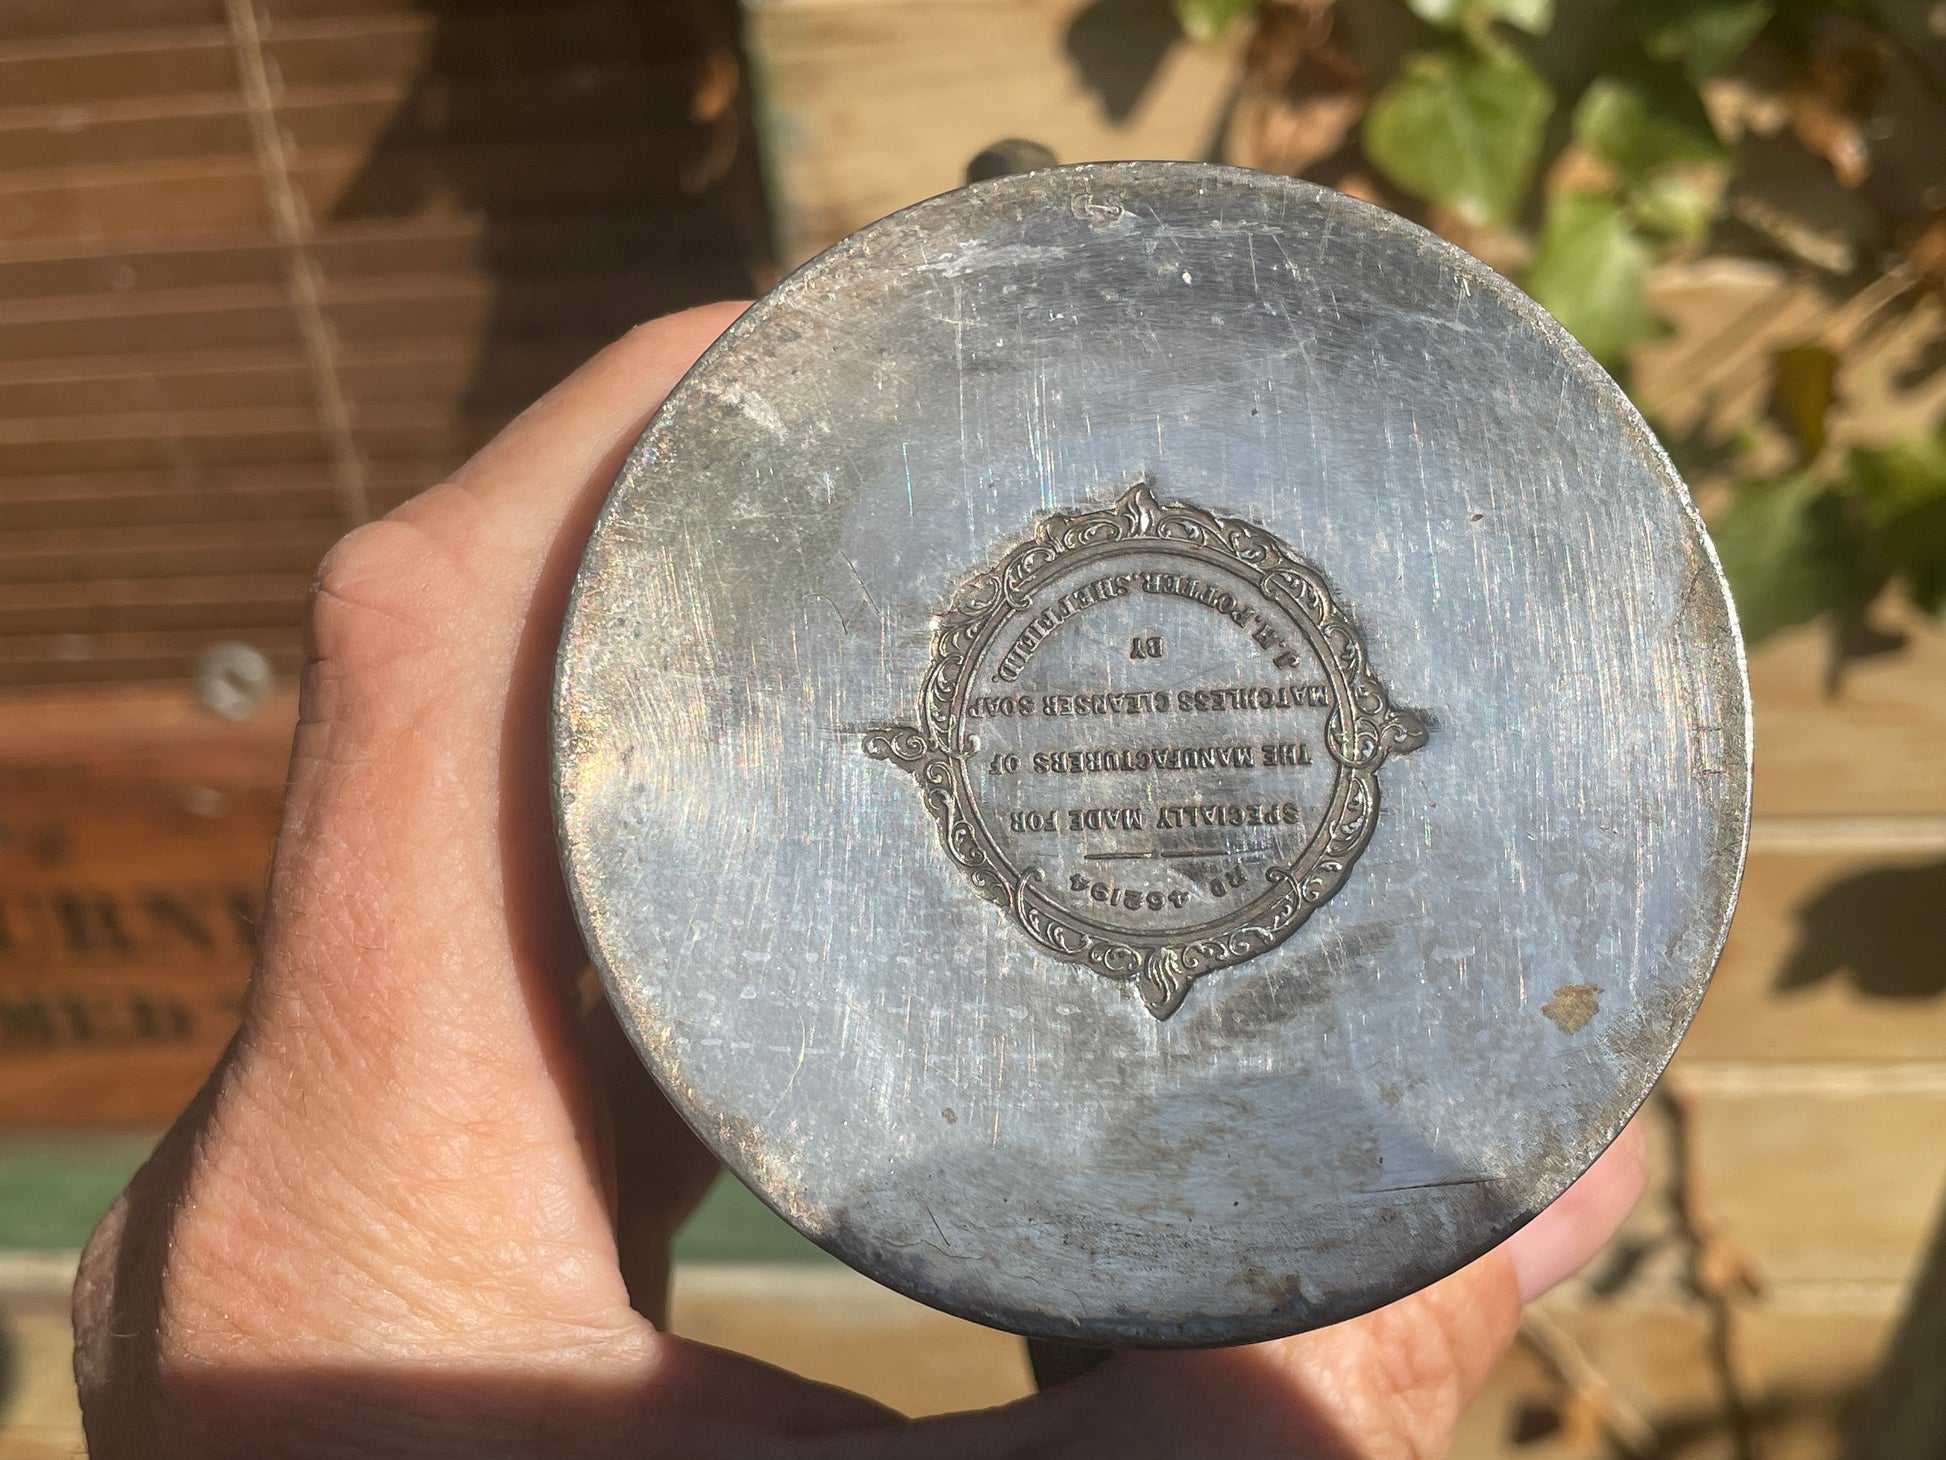 RD 462194
SPECIALLY MADE FOR
THE MANUFACTURERS OF
MATCHLESS CLEANSER SOAP
BY
J.H.POTTER.SHEFFIELD.